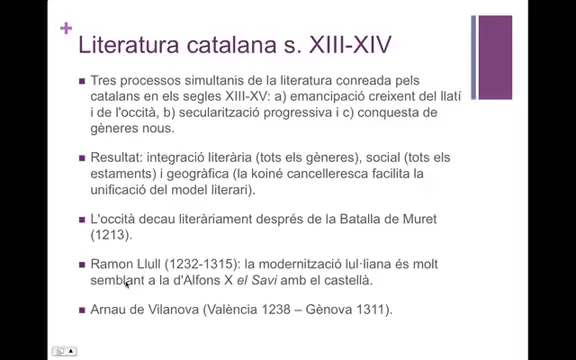 Literatura catalana s. XIII-XIV
Tres processos simultanis de la literatura conreada pels
catalans en els segles XIII-XV: a) emancipació creixent del llatí
i de l'occità, b) secularització progressiva i c) conquesta de
gèneres nous.
Resultat: integració literària (tots els gèneres), social (tots els
estaments) i geogràfica (la koiné cancelleresca facilita la
unificació del model literari).
L'occità decau literàriament després de la Batalla de Muret
(1213).
Ramon Llull (1232-1315): la modernització lul·liana és molt
semblant a la d'Alfons X el Savi amb el castellà.
Arnau de Vilanova (València 1238 – Gènova 1311).